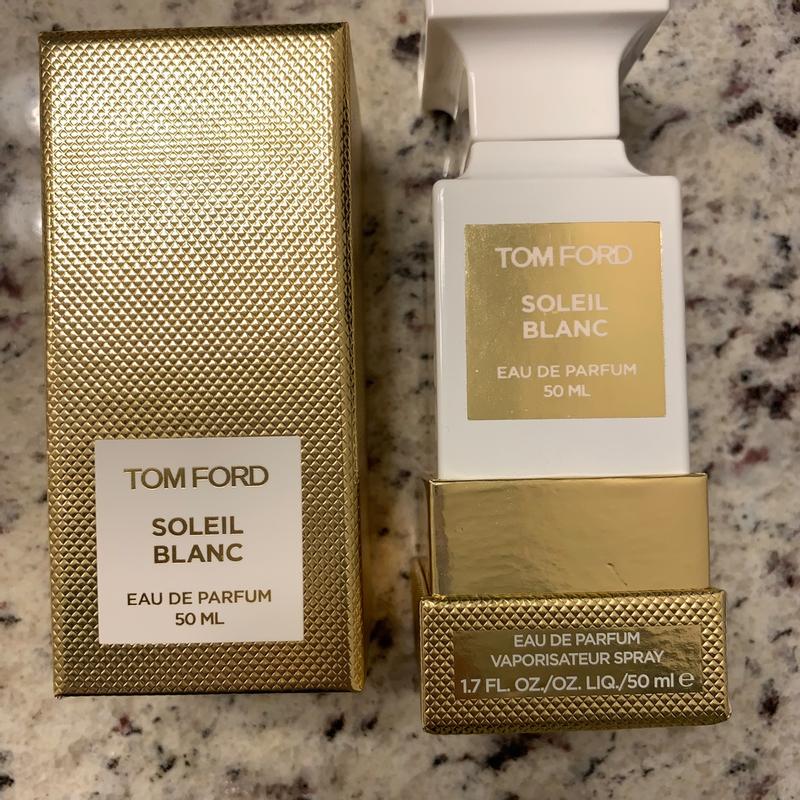 TOM FORD
SOLEIL
BLANC
EAU DE PARFUM
50 ML
TOM FORD
SOLEIL
BLANC
EAU DE PARFUM
50 ML
EAU DE PARFUM
VAPORISATEUR SPRAY
1.7 FL. OZ./OZ. LIQ./50 ml ℮